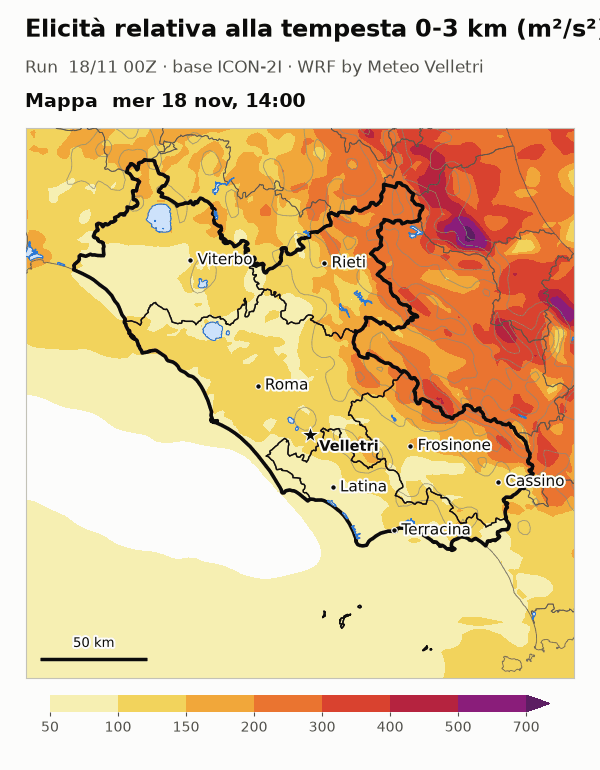 Elicità relativa alla tempesta 0-3 km (m²/s²)
Run 18/11 00Z · base ICON-2I · WRF by Meteo Velletri
Mappa mer 18 nov, 14:00
Viterbo
Rieti
Roma
Velletri
Frosinone
Cassino
Latina
Terracina
50 km
50 100 150 200 300 400 500 700